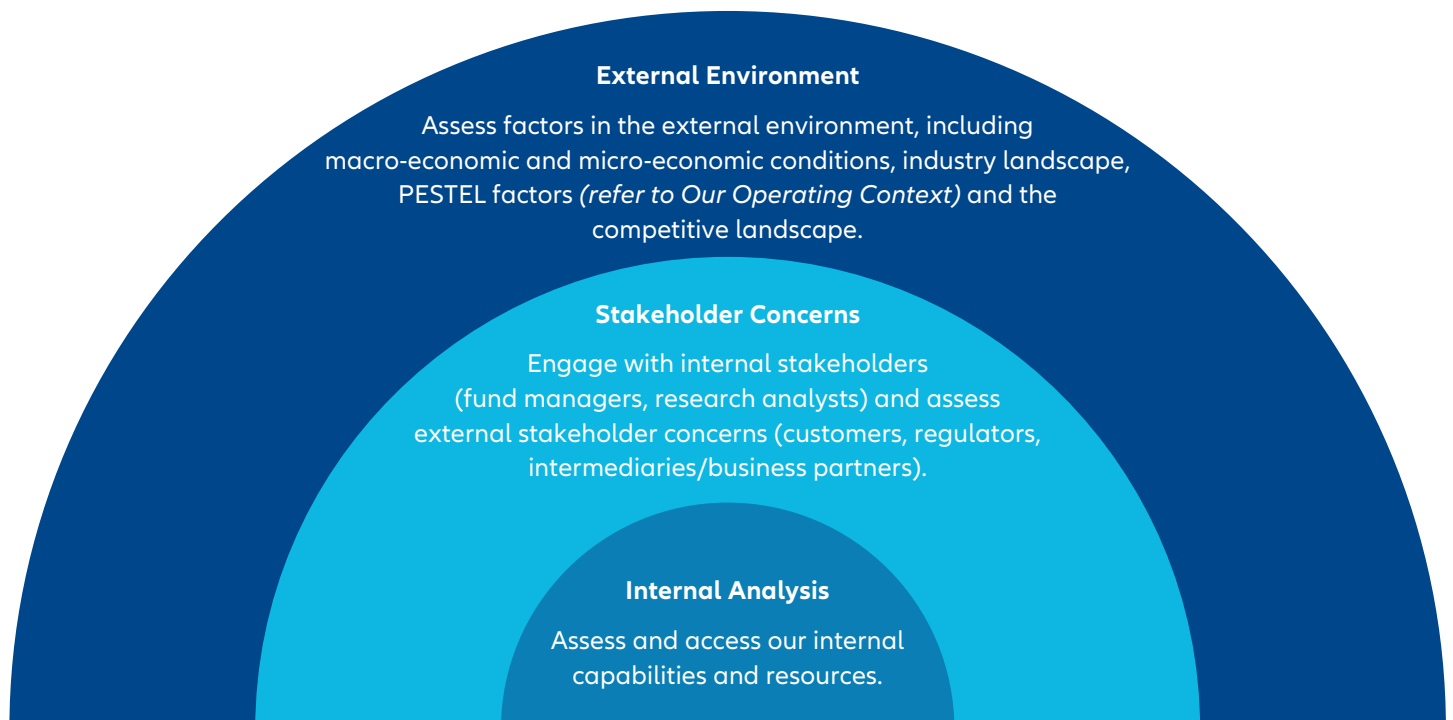 External Environment
Assess factors in the external environment, including
macro-economic and micro-economic conditions, industry landscape,
PESTEL factors (refer to Our Operating Context) and the
competitive landscape.
Stakeholder Concerns
Engage with internal stakeholders
(fund managers, research analysts) and assess
external stakeholder concerns (customers, regulators,
intermediaries/business partners).
Internal Analysis
Assess and access our internal
capabilities and resources.